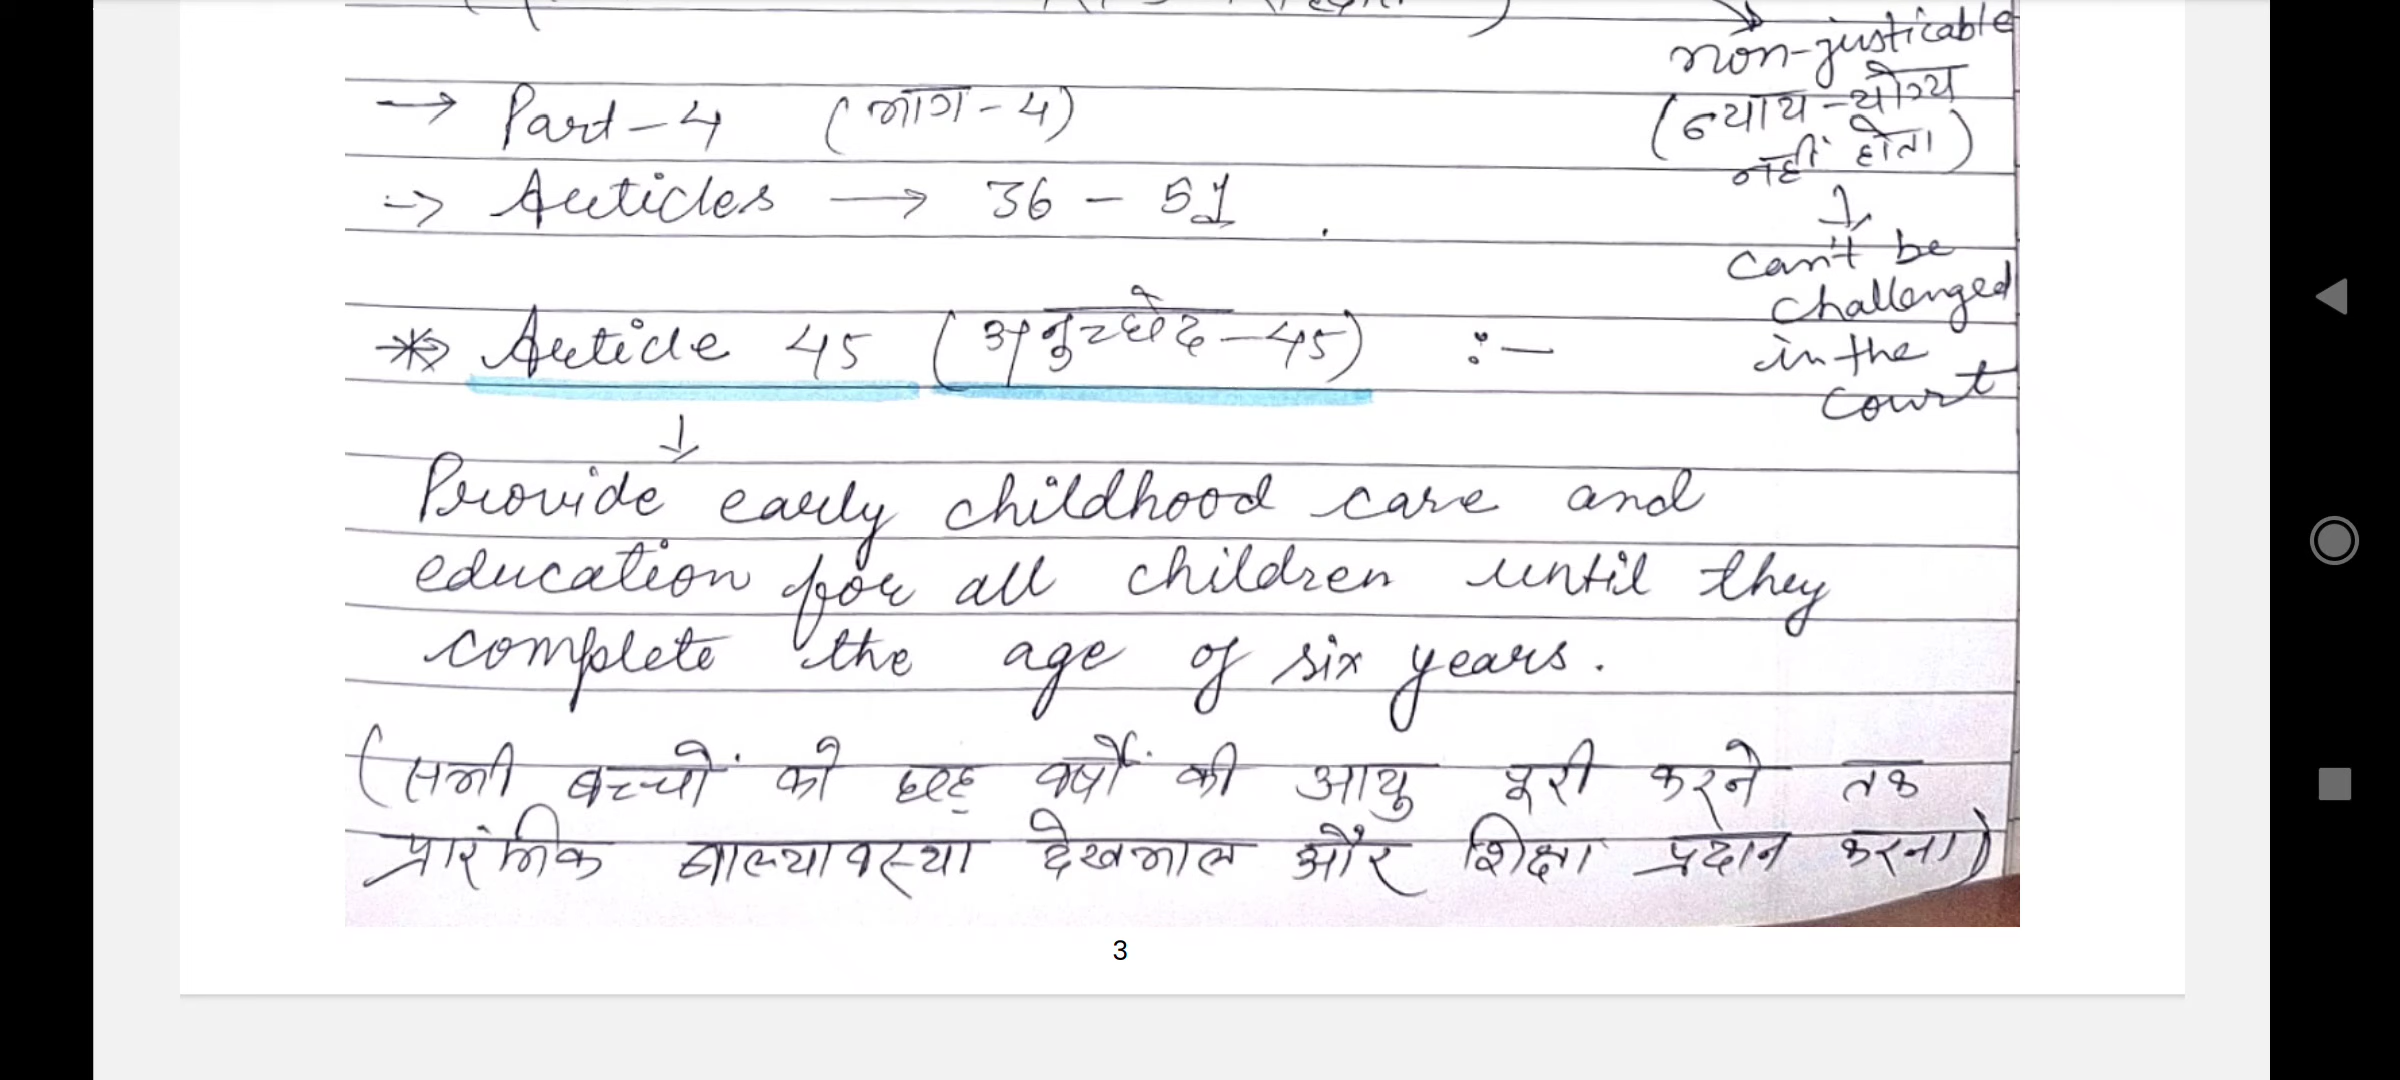 non-justicable
→ Part-4 (भाग-4)
(न्याय-योग्य
नहीं होता)
→ Articles → 36 - 51
↓
can't be
challenged
in the
court
* Article 45 (अनुच्छेद-45) :-
↓
Provide early childhood care and
education for all children until they
complete the age of six years.
(सभी बच्चों को छह वर्षों की आयु पूरी करने तक
प्रारंभिक बाल्यावस्था देखभाल और शिक्षा प्रदान करना)
3